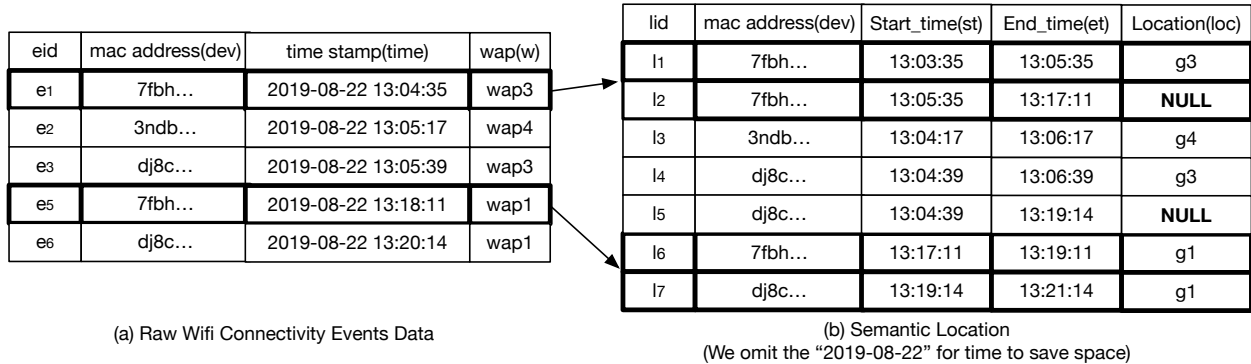 eid mac address(dev) time stamp(time) wap(w)
e1 7fbh... 2019-08-22 13:04:35 wap3
e2 3ndb... 2019-08-22 13:05:17 wap4
e3 dj8c... 2019-08-22 13:05:39 wap3
e5 7fbh... 2019-08-22 13:18:11 wap1
e6 dj8c... 2019-08-22 13:20:14 wap1
(a) Raw Wifi Connectivity Events Data
lid mac address(dev) Start_time(st) End_time(et) Location(loc)
l1 7fbh... 13:03:35 13:05:35 g3
l2 7fbh... 13:05:35 13:17:11 NULL
l3 3ndb... 13:04:17 13:06:17 g4
l4 dj8c... 13:04:39 13:06:39 g3
l5 dj8c... 13:04:39 13:19:14 NULL
l6 7fbh... 13:17:11 13:19:11 g1
l7 dj8c... 13:19:14 13:21:14 g1
(b) Semantic Location
(We omit the “2019-08-22” for time to save space)